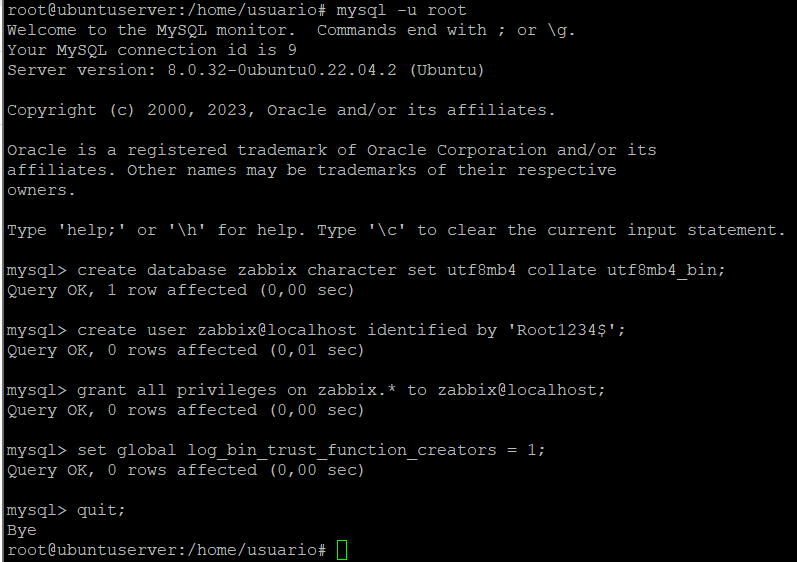 root@ubuntuserver:/home/usuario# mysql -u root
Welcome to the MySQL monitor.  Commands end with ; or \g.
Your MySQL connection id is 9
Server version: 8.0.32-0ubuntu0.22.04.2 (Ubuntu)
Copyright (c) 2000, 2023, Oracle and/or its affiliates.
Oracle is a registered trademark of Oracle Corporation and/or its
affiliates. Other names may be trademarks of their respective
owners.
Type 'help;' or '\h' for help. Type '\c' to clear the current input statement.
mysql> create database zabbix character set utf8mb4 collate utf8mb4_bin;
Query OK, 1 row affected (0,00 sec)
mysql> create user zabbix@localhost identified by 'Root1234$';
Query OK, 0 rows affected (0,01 sec)
mysql> grant all privileges on zabbix.* to zabbix@localhost;
Query OK, 0 rows affected (0,00 sec)
mysql> set global log_bin_trust_function_creators = 1;
Query OK, 0 rows affected (0,00 sec)
mysql> quit;
Bye
root@ubuntuserver:/home/usuario#